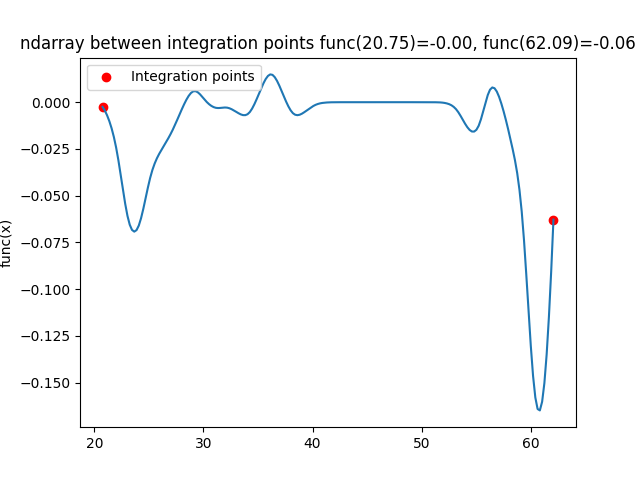 ndarray between integration points func(20.75)=-0.00, func(62.09)=-0.06
Integration points
0.000
−0.025
−0.050
−0.075
−0.100
−0.125
−0.150
func(x)
20 30 40 50 60